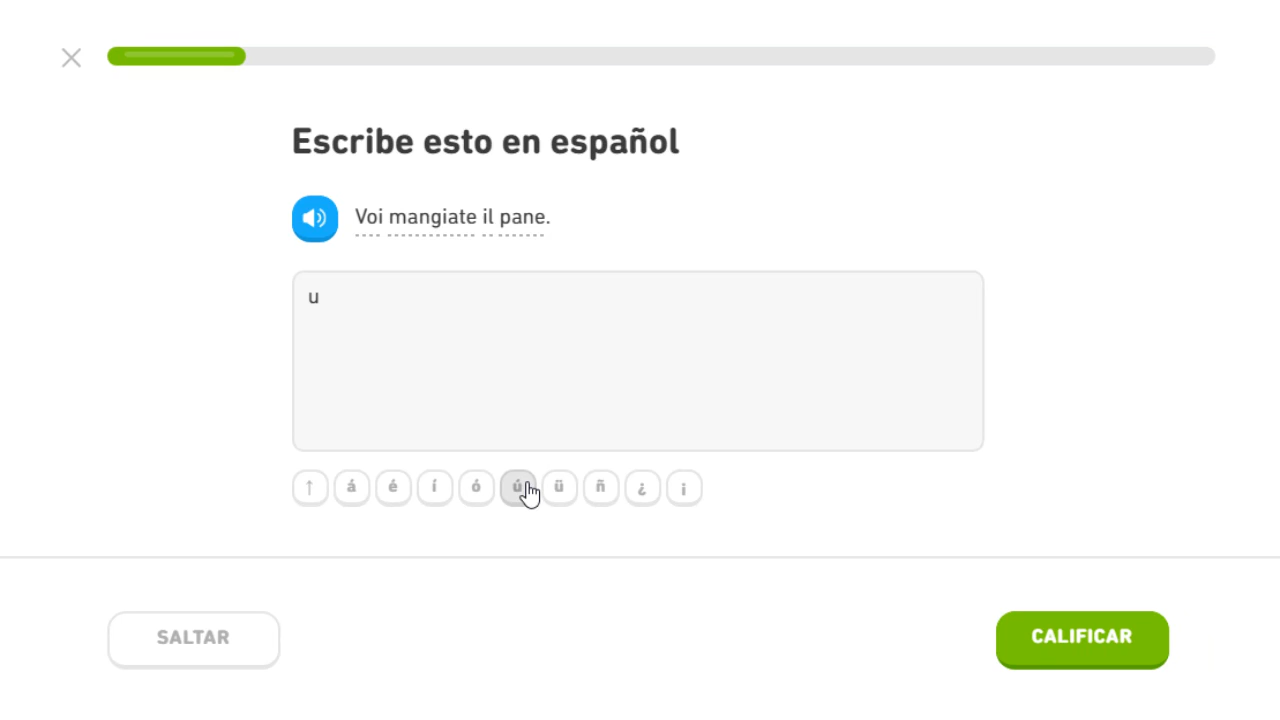 Escribe esto en español
Voi mangiate il pane.
u
↑ á é í ó ú ü ñ ¿ ¡
SALTAR
CALIFICAR